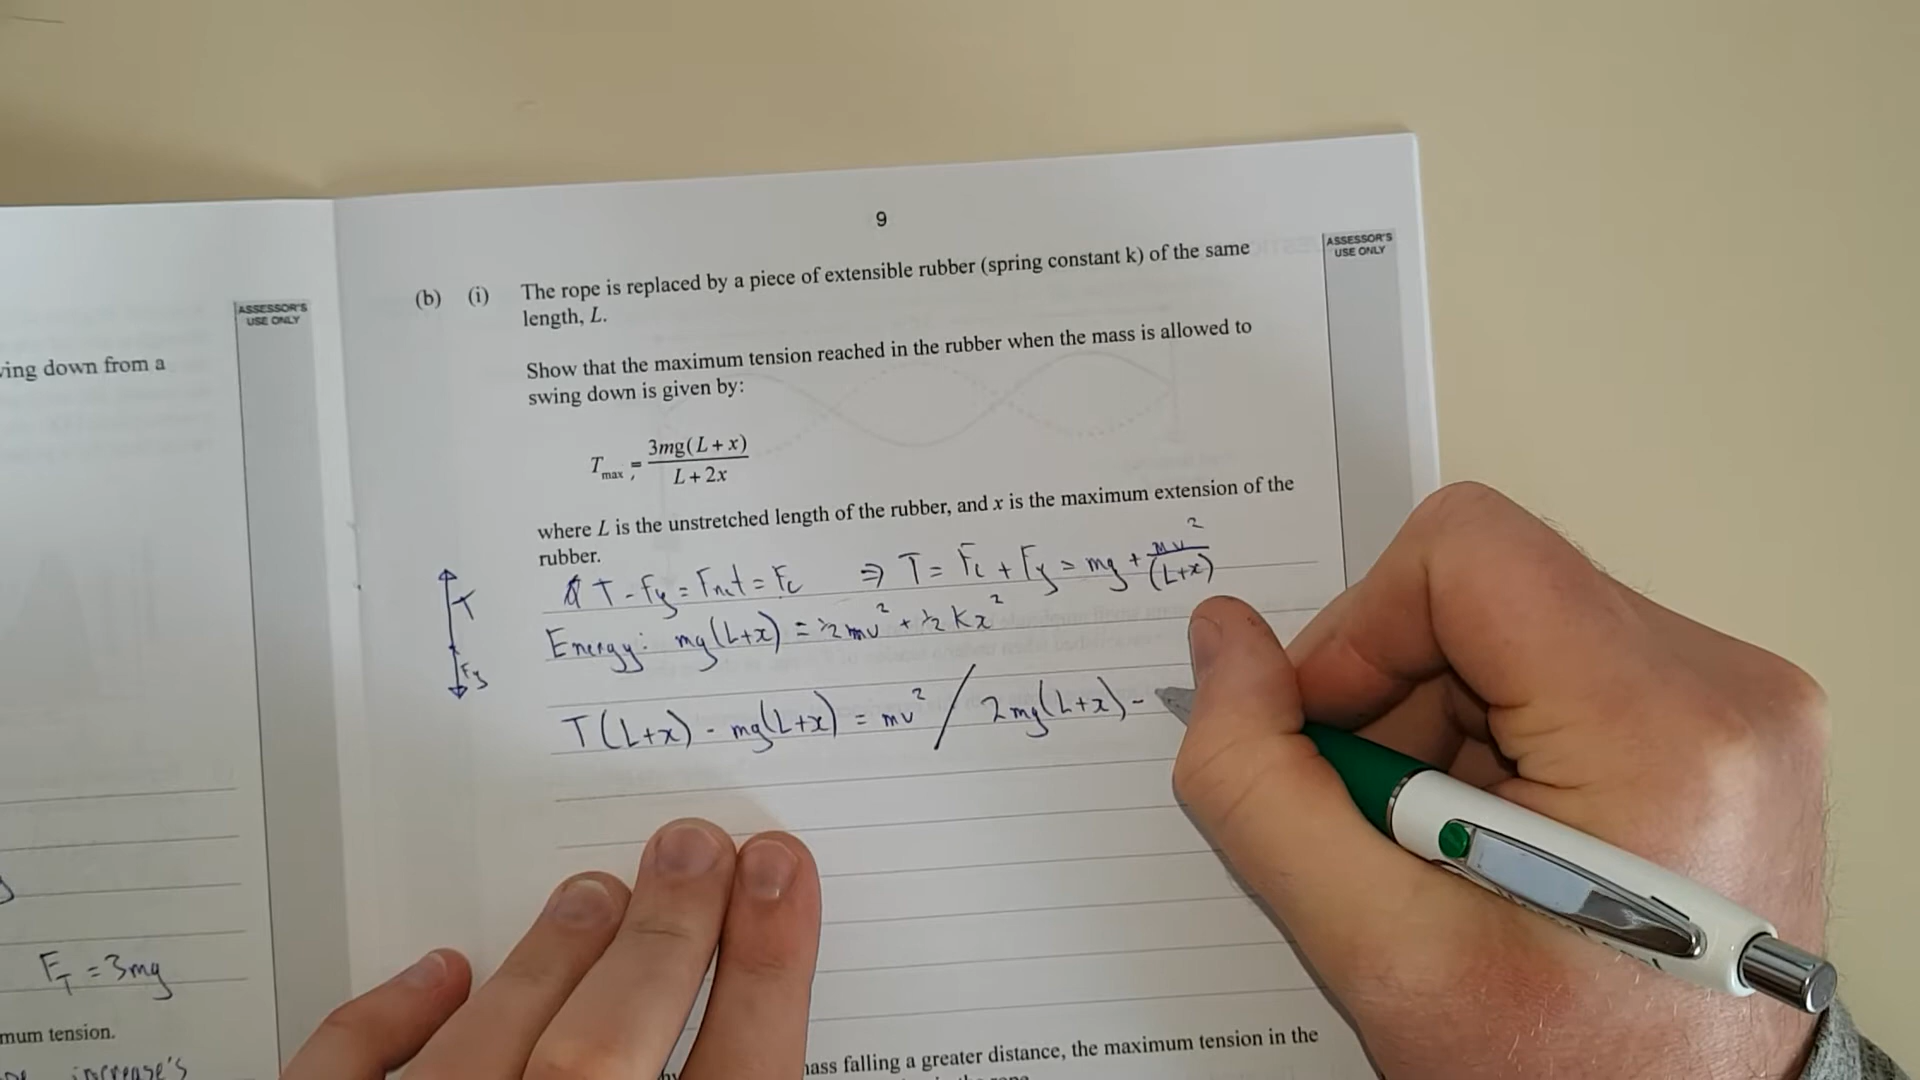 ASSESSOR'S
USE ONLY
ving down from a
F_T = 3mg
mum tension.
increase's
9
ASSESSOR'S
USE ONLY
(b) (i) The rope is replaced by a piece of extensible rubber (spring constant k) of the same
length, L.
Show that the maximum tension reached in the rubber when the mass is allowed to
swing down is given by:
T_max = 3mg(L + x) / L + 2x
where L is the unstretched length of the rubber, and x is the maximum extension of the
rubber.
T
Fg
T - Fg = Fnet = Fc ⇒ T = Fc + Fg = mg + mv² / (L+x)
Energy: mg(L+x) = ½mv² + ½kx²
T(L+x) - mg(L+x) = mv² / 2mg(L+x) -
ass falling a greater distance, the maximum tension in the